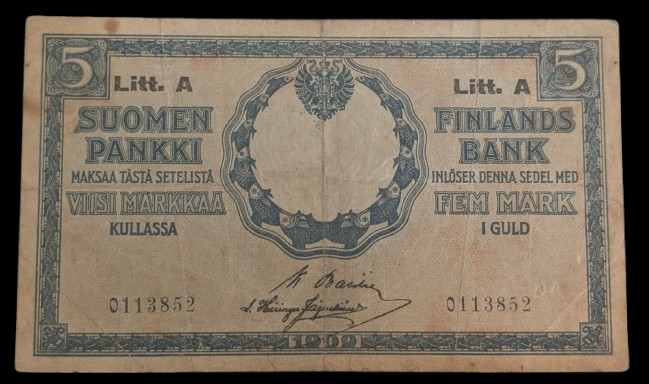 5 5
Litt. A Litt. A
SUOMEN
PANKKI
MAKSAA TÄSTÄ SETELISTÄ
VIISI MARKKAA
KULLASSA
FINLANDS
BANK
INLÖSER DENNA SEDEL MED
FEM MARK
I GULD
0113852 0113852
1909